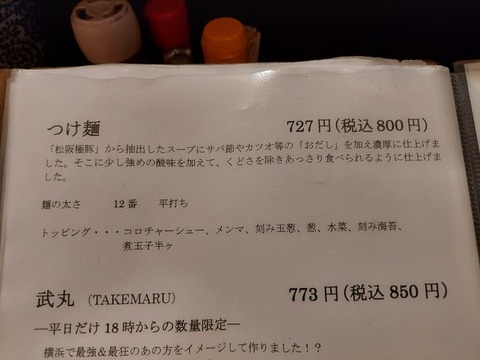 つけ麺 727円(税込800円)
「松阪極豚」から抽出したスープにサバ節やカツオ等の「おだし」を加え濃厚に仕上げま
した。そこに少し強めの酸味を加えて、くどさを除きあっさり食べられるように仕上げま
した。
麺の太さ 12番 平打ち
トッピング・・・コロチャーシュー、メンマ、刻み玉葱、葱、水菜、刻み海苔、
煮玉子半ヶ
武丸 (TAKEMARU) 773円(税込850円)
―平日だけ18時からの数量限定―
横浜で最強&最狂のあの方をイメージして作りました!?